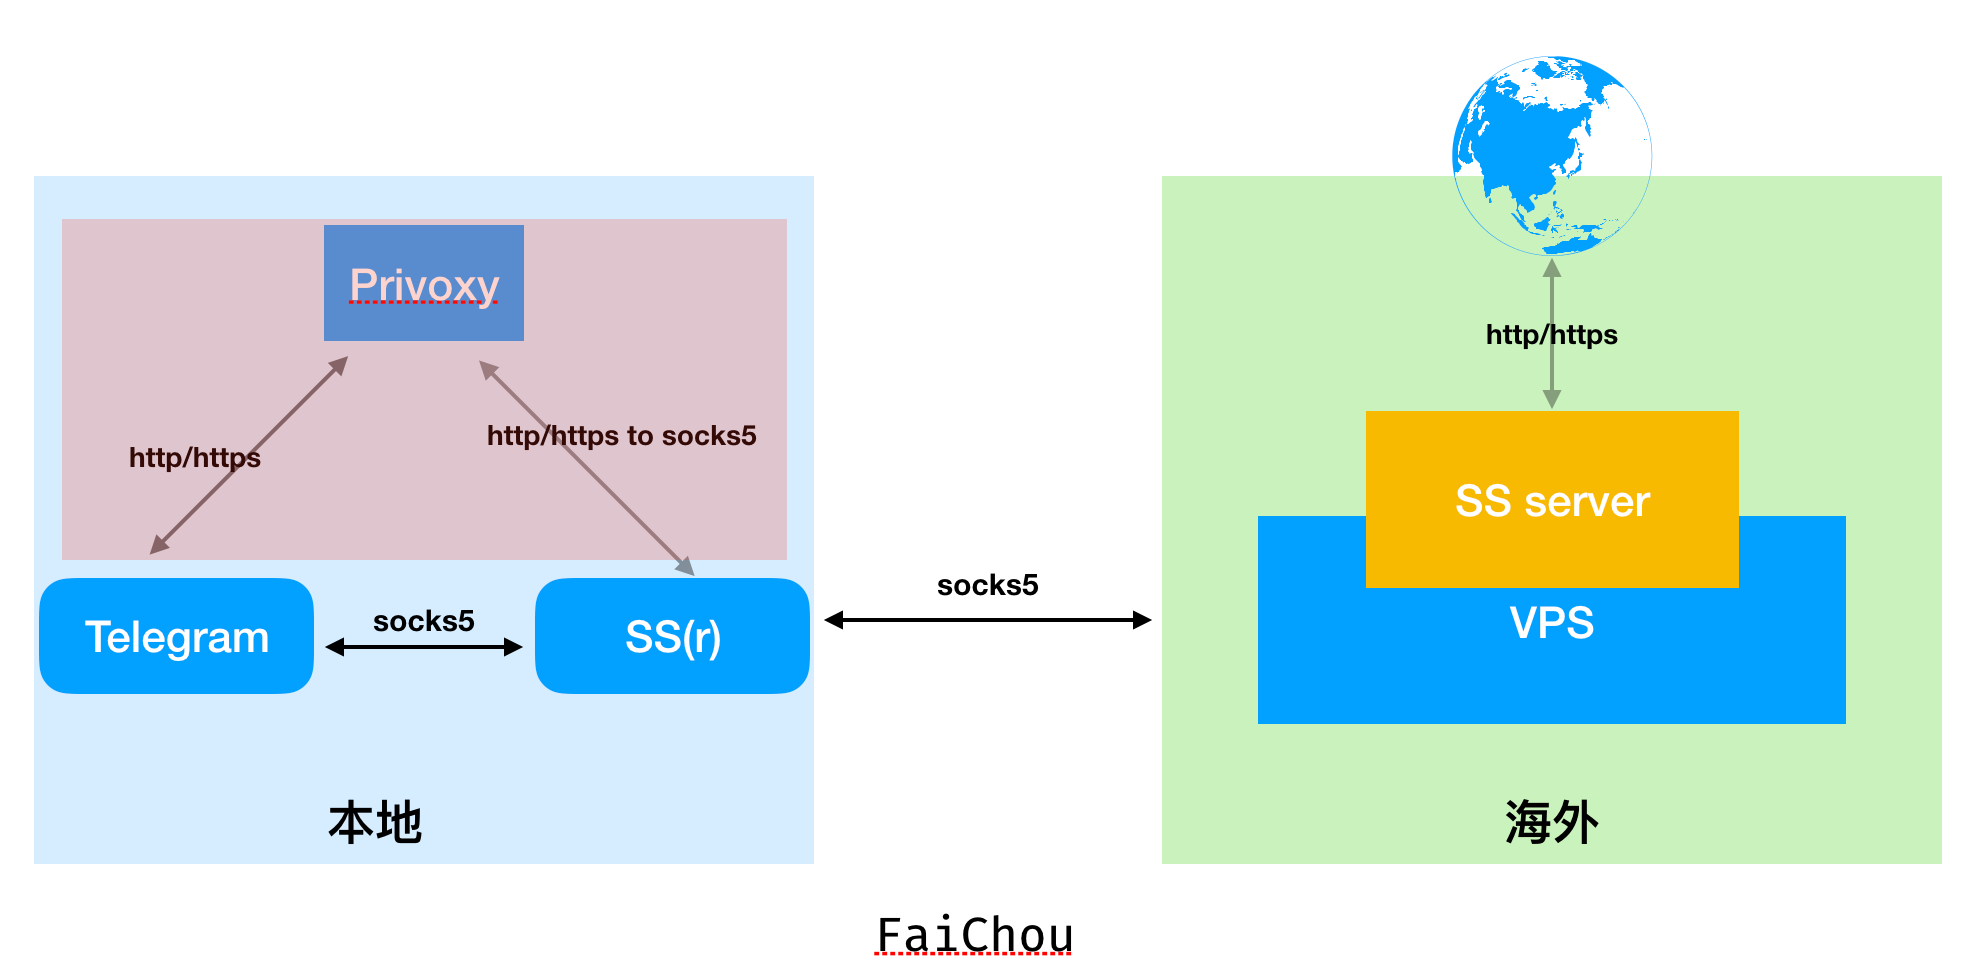 Privoxy
http/https
http/https to socks5
Telegram
socks5
SS(r)
本地
socks5
http/https
SS server
VPS
海外
FaiChou